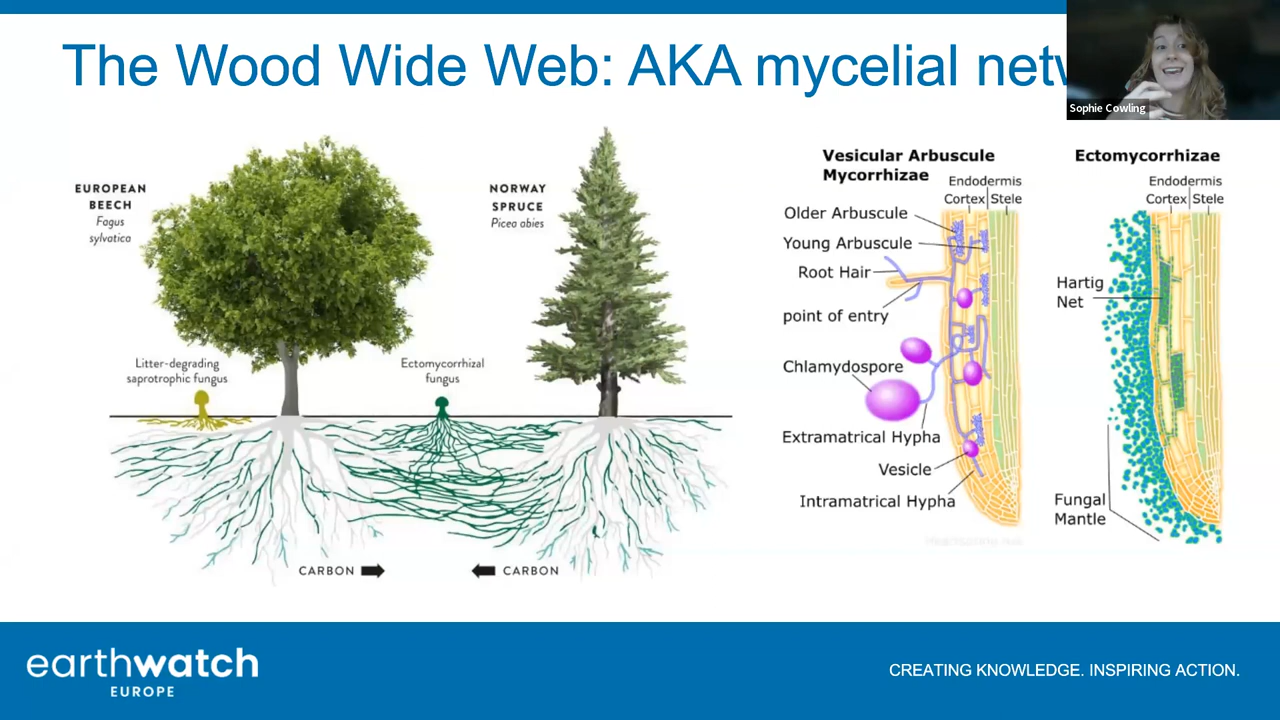 The Wood Wide Web: AKA mycelial netw
Sophie Cowling
EUROPEAN
BEECH
Fagus
sylvatica
NORWAY
SPRUCE
Picea abies
Litter-degrading
saprotrophic fungus
Ectomycorrhizal
fungus
CARBON
CARBON
Vesicular Arbuscule
Mycorrhizae
Endodermis
Cortex Stele
Older Arbuscule
Young Arbuscule
Root Hair
point of entry
Chlamydospore
Extramatrical Hypha
Vesicle
Intramatrical Hypha
Ectomycorrhizae
Endodermis
Cortex Stele
Hartig
Net
Fungal
Mantle
earthwatch
EUROPE
CREATING KNOWLEDGE. INSPIRING ACTION.